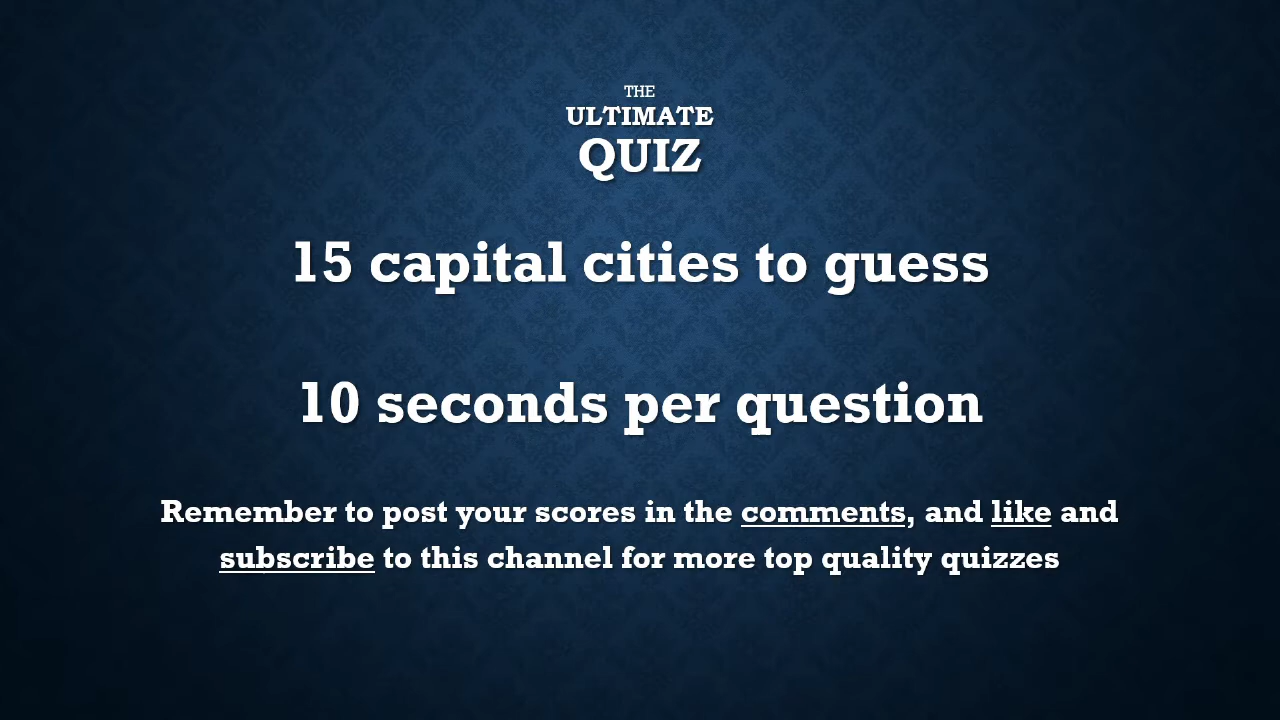 THE
ULTIMATE
QUIZ
15 capital cities to guess
10 seconds per question
Remember to post your scores in the comments, and like and
subscribe to this channel for more top quality quizzes